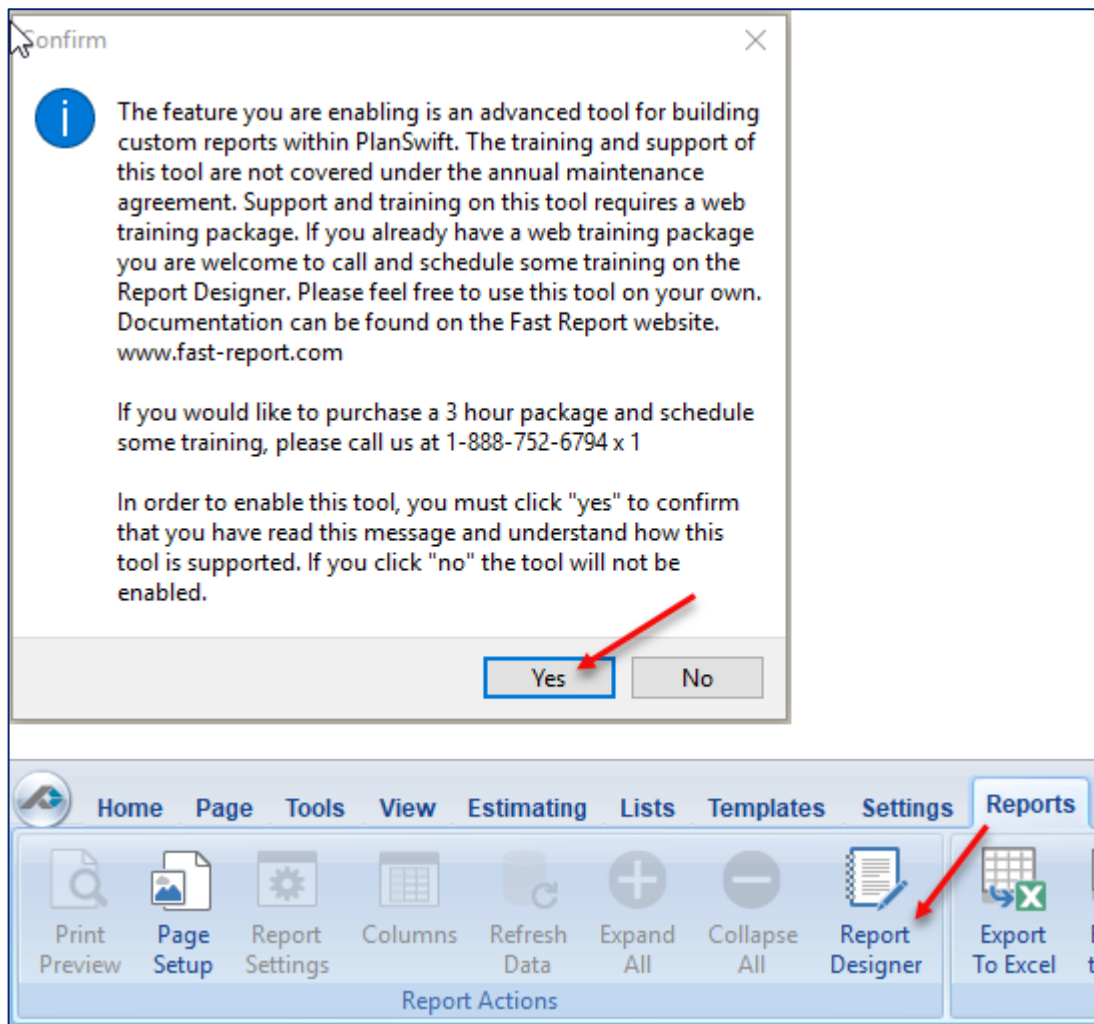 Confirm
The feature you are enabling is an advanced tool for building
custom reports within PlanSwift. The training and support of
this tool are not covered under the annual maintenance
agreement. Support and training on this tool requires a web
training package. If you already have a web training package
you are welcome to call and schedule some training on the
Report Designer. Please feel free to use this tool on your own.
Documentation can be found on the Fast Report website.
www.fast-report.com
If you would like to purchase a 3 hour package and schedule
some training, please call us at 1-888-752-6794 x 1
In order to enable this tool, you must click "yes" to confirm
that you have read this message and understand how this
tool is supported. If you click "no" the tool will not be
enabled.
Yes No
Home Page Tools View Estimating Lists Templates Settings Reports
Print Page Report Columns Refresh Expand Collapse Report Export
Preview Setup Settings Data All All Designer To Excel
Report Actions